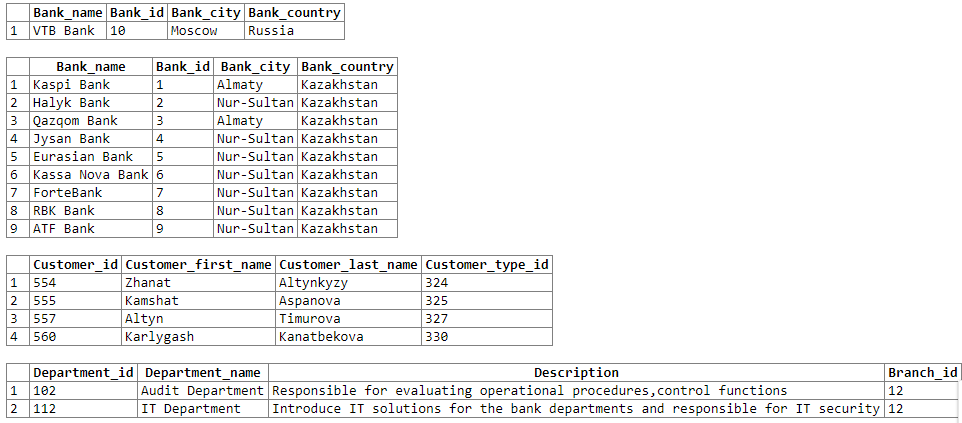 Bank_name Bank_id Bank_city Bank_country
1 VTB Bank 10 Moscow Russia
Bank_name Bank_id Bank_city Bank_country
1 Kaspi Bank 1 Almaty Kazakhstan
2 Halyk Bank 2 Nur-Sultan Kazakhstan
3 Qazqom Bank 3 Almaty Kazakhstan
4 Jysan Bank 4 Nur-Sultan Kazakhstan
5 Eurasian Bank 5 Nur-Sultan Kazakhstan
6 Kassa Nova Bank 6 Nur-Sultan Kazakhstan
7 ForteBank 7 Nur-Sultan Kazakhstan
8 RBK Bank 8 Nur-Sultan Kazakhstan
9 ATF Bank 9 Nur-Sultan Kazakhstan
Customer_id Customer_first_name Customer_last_name Customer_type_id
1 554 Zhanat Altynkyzy 324
2 555 Kamshat Aspanova 325
3 557 Altyn Timurova 327
4 560 Karlygash Kanatbekova 330
Department_id Department_name Description Branch_id
1 102 Audit Department Responsible for evaluating operational procedures,control functions 12
2 112 IT Department Introduce IT solutions for the bank departments and responsible for IT security 12